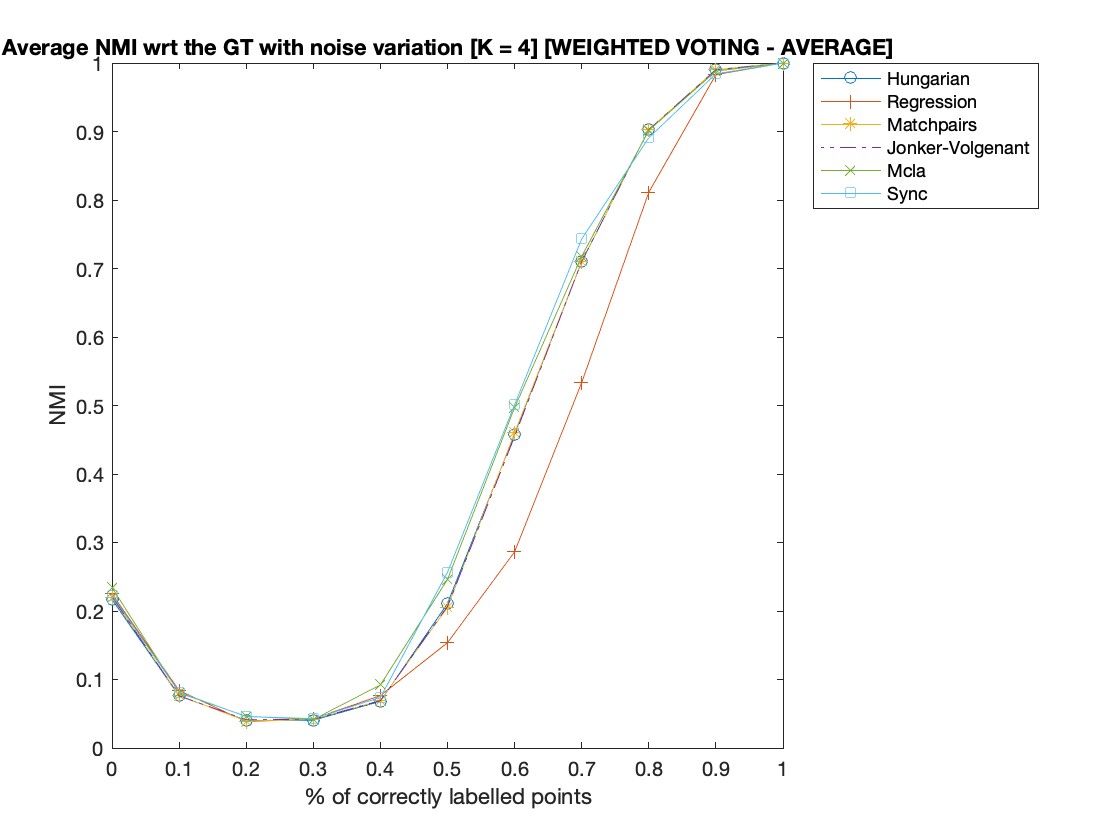 Average NMI wrt the GT with noise variation [K = 4] [WEIGHTED VOTING - AVERAGE]
1
0.9
0.8
0.7
0.6
0.5
0.4
0.3
0.2
0.1
0
NMI
0 0.1 0.2 0.3 0.4 0.5 0.6 0.7 0.8 0.9 1
% of correctly labelled points
Hungarian
Regression
Matchpairs
Jonker-Volgenant
Mcla
Sync